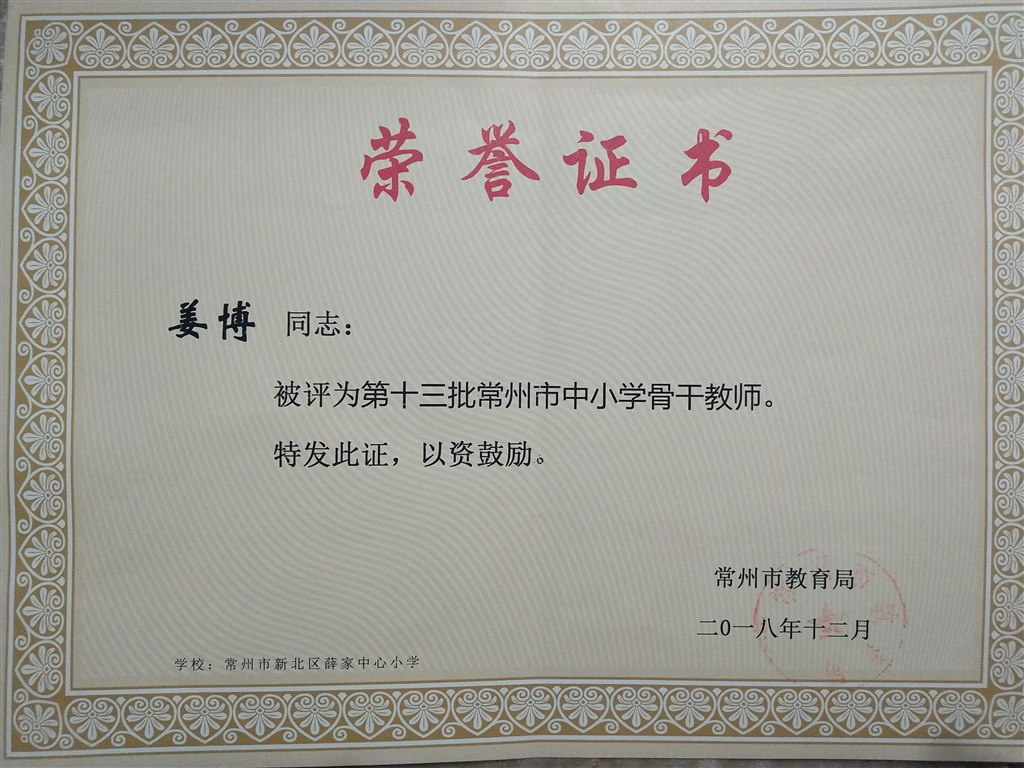 荣誉证书
姜博 同志：
被评为第十三批常州市中小学骨干教师。
特发此证，以资鼓励。
常州市教育局
二0一八年十二月
学校：常州市新北区薛家中心小学